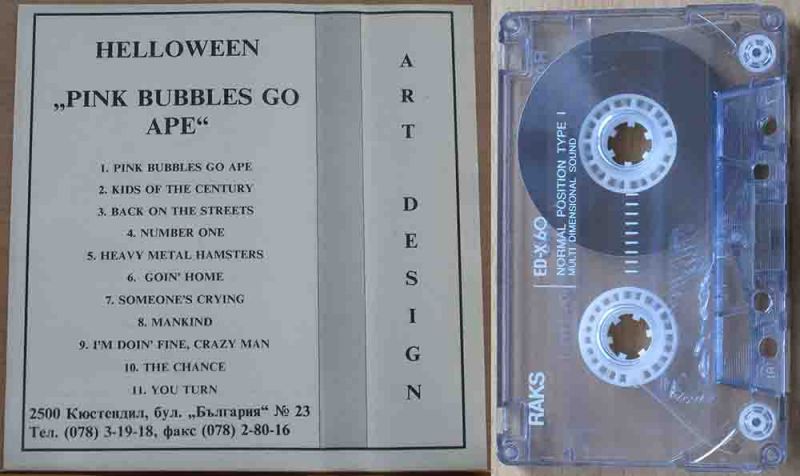 HELLOWEEN
„PINK BUBBLES GO
APE“
1. PINK BUBBLES GO APE
2. KIDS OF THE CENTURY
3. BACK ON THE STREETS
4. NUMBER ONE
5. HEAVY METAL HAMSTERS
6. GOIN' HOME
7. SOMEONE'S CRYING
8. MANKIND
9. I'M DOIN' FINE, CRAZY MAN
10. THE CHANCE
11. YOU TURN
2500 Кюстендил, бул. „България“ № 23
Тел. (078) 3-19-18, факс (078) 2-80-16
ART DESIGN
RAKS
ED-X 60
NORMAL POSITION TYPE I
MULTI DIMENSIONAL SOUND